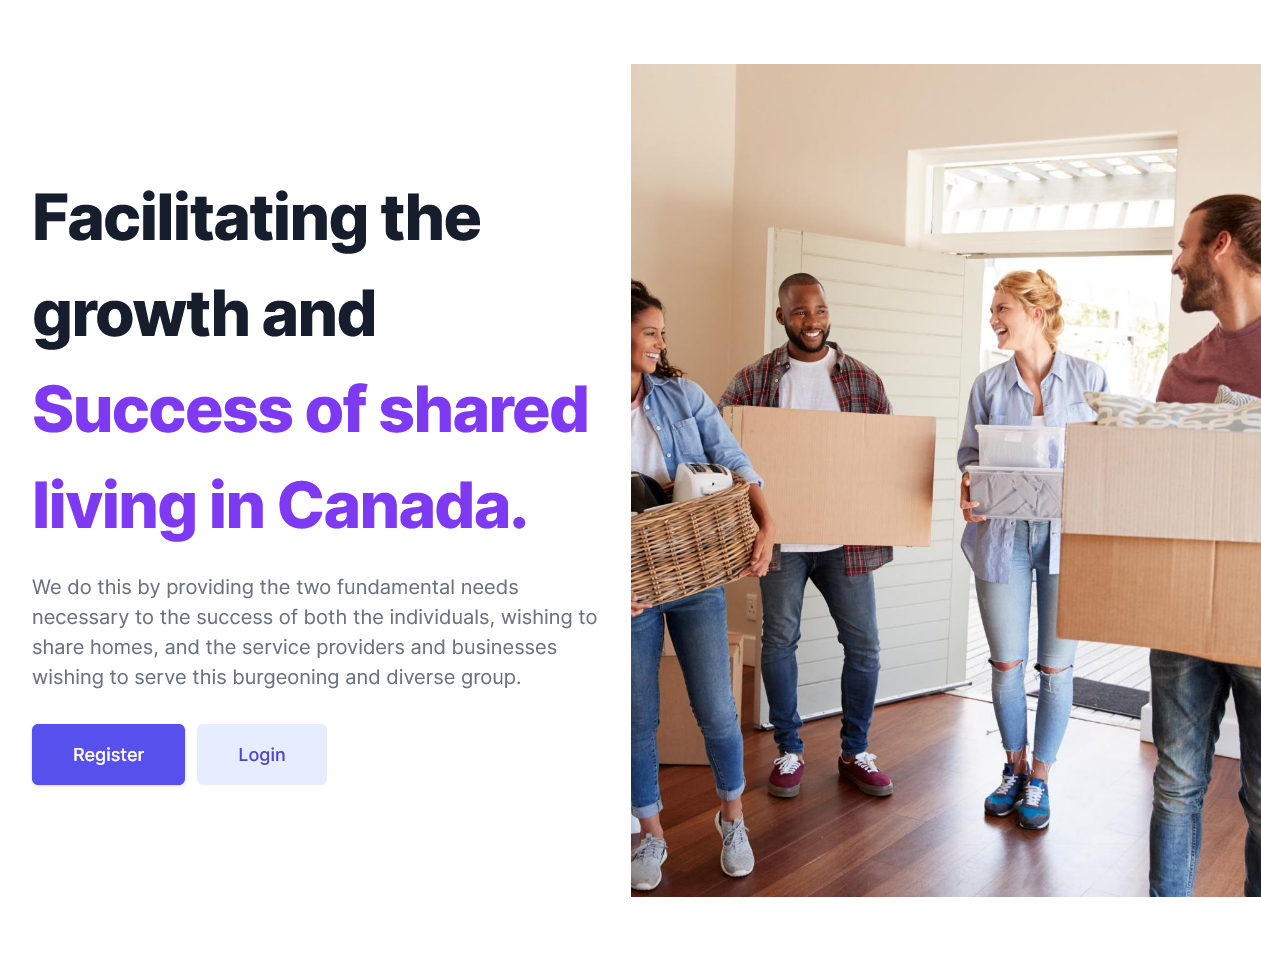 Facilitating the
growth and
Success of shared
living in Canada.
We do this by providing the two fundamental needs
necessary to the success of both the individuals, wishing to
share homes, and the service providers and businesses
wishing to serve this burgeoning and diverse group.
Register
Login